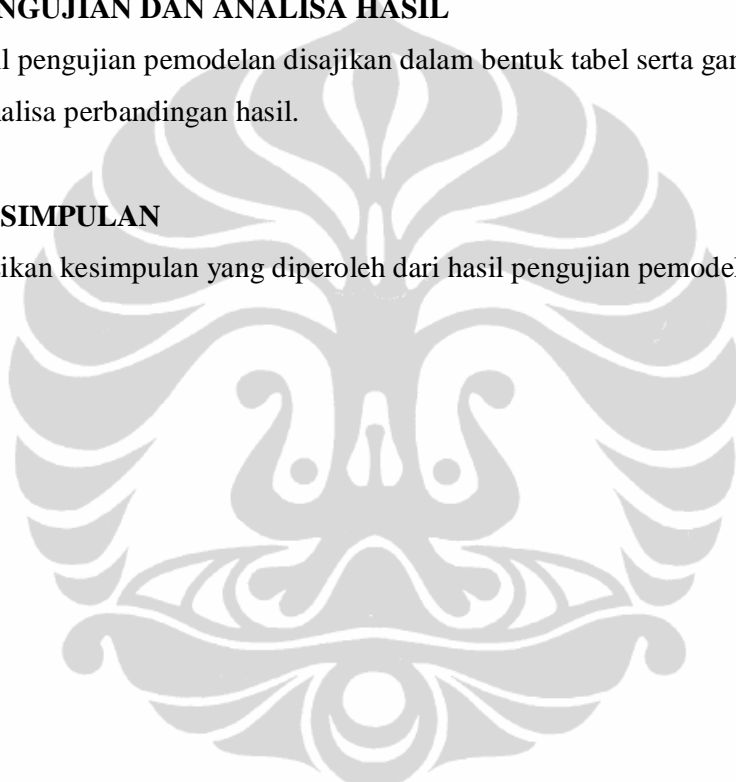 NGUJIAN DAN ANALISA HASIL
l pengujian pemodelan disajikan dalam bentuk tabel serta gam
alisa perbandingan hasil.
SIMPULAN
ikan kesimpulan yang diperoleh dari hasil pengujian pemodel